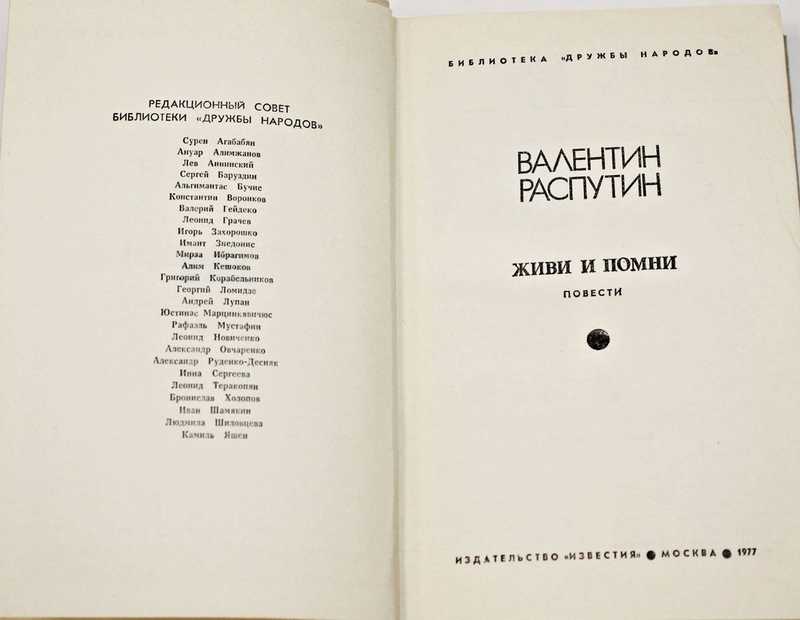 РЕДАКЦИОННЫЙ СОВЕТ
БИБЛИОТЕКИ «ДРУЖБЫ НАРОДОВ»
Сурен Агабабян
Ануар Алимжанов
Лев Аннинский
Сергей Баруздин
Альгимантас Бучис
Константин Воронков
Валерий Гейдеко
Леонид Грачев
Игорь Захорошко
Имант Зиедонис
Мирза Ибрагимов
Алим Кешоков
Григорий Корабельников
Георгий Ломидзе
Андрей Лупан
Юстинас Марцинкявичюс
Рафаэль Мустафин
Леонид Новиченко
Александр Овчаренко
Александр Руденко-Десняк
Инна Сергеева
Леонид Теракопян
Бронислав Холопов
Иван Шамякин
Людмила Шиловцева
Камиль Яшен
БИБЛИОТЕКА «ДРУЖБЫ НАРОДОВ»
ВАЛЕНТИН
РАСПУТИН
ЖИВИ И ПОМНИ
ПОВЕСТИ
ИЗДАТЕЛЬСТВО «ИЗВЕСТИЯ» ● МОСКВА ● 1977